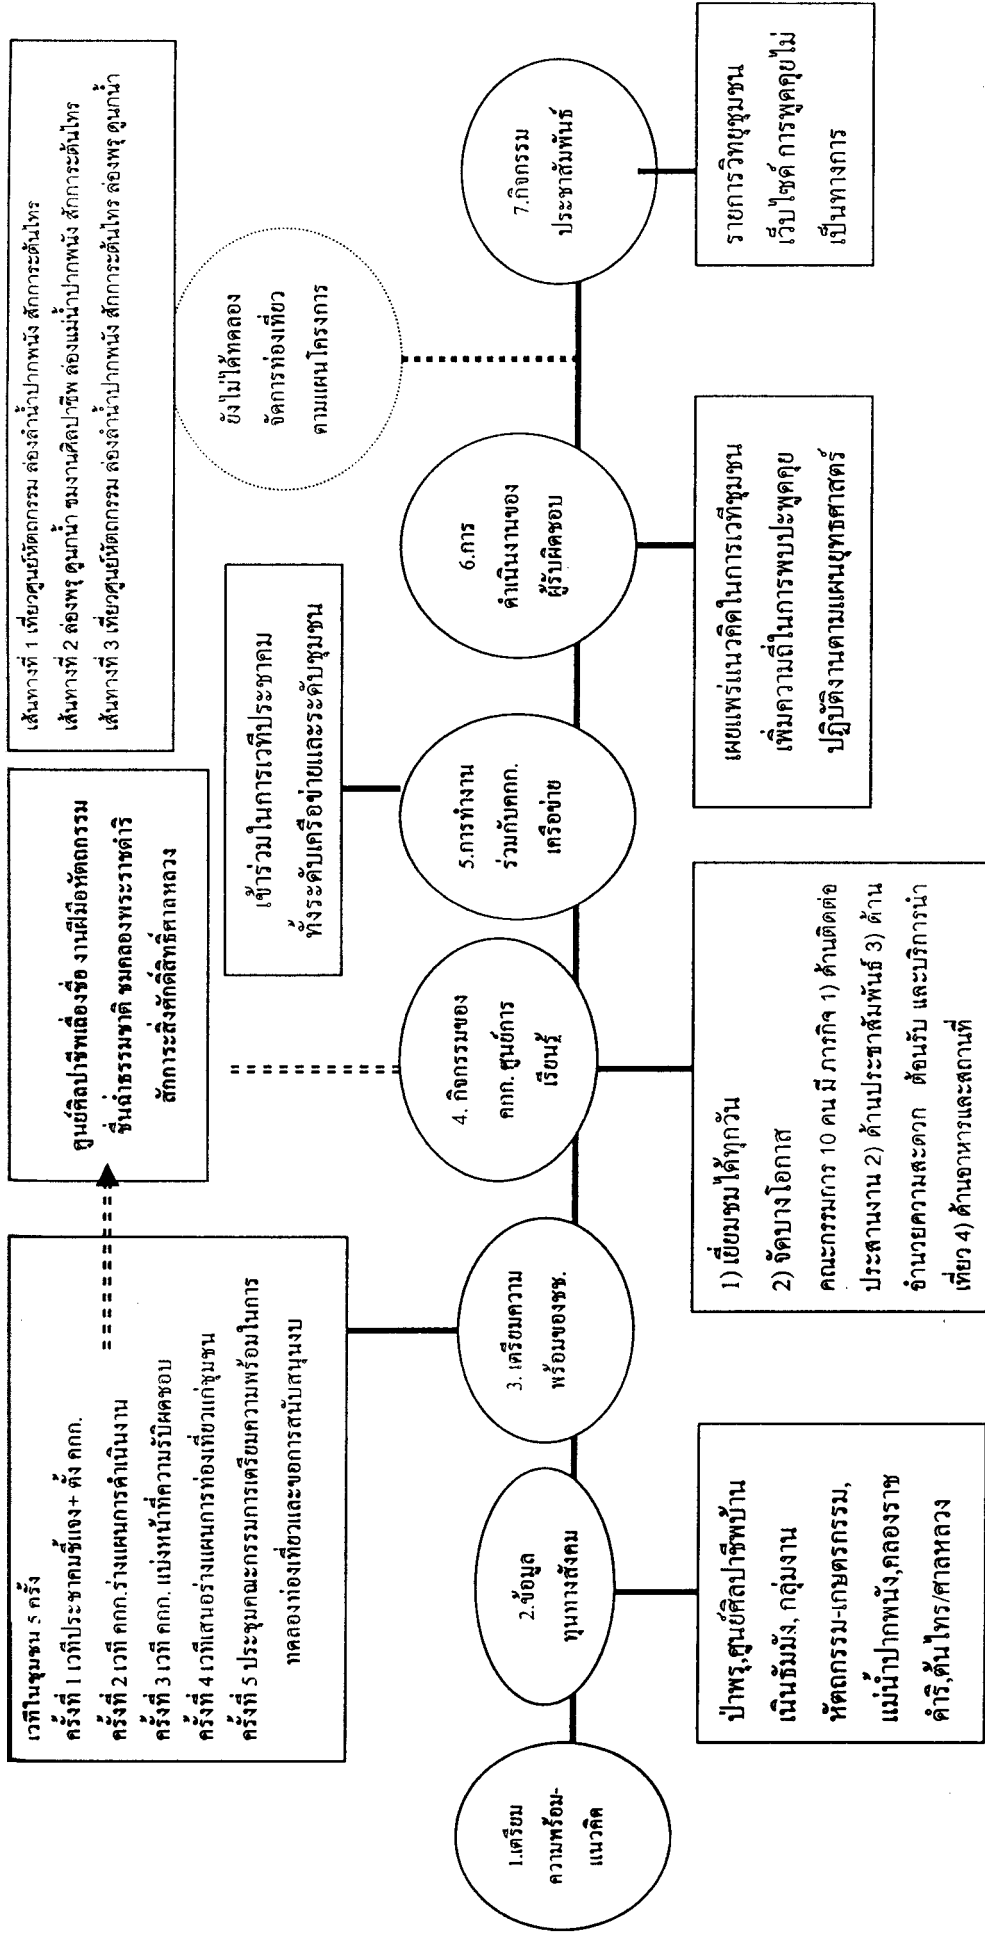 เวทีในชุมชน 5 ครั้ง
ครั้งที่ 1 เวทีประชาคมชี้แจง+ ตั้ง คกก.
ครั้งที่ 2 เวที คกก.ร่างแผนการดำเนินงาน
ครั้งที่ 3 เวที คกก. แบ่งหน้าที่ความรับผิดชอบ
ครั้งที่ 4 เวทีเสนอร่างแผนการท่องเที่ยวแก่ชุมชน
ครั้งที่ 5 ประชุมคณะกรรมการเตรียมความพร้อมในการ
ทดลองท่องเที่ยวและขอการสนับสนุนงบ
ศูนย์ศิลปาชีพเลื่องชื่อ งานฝีมือหัตถกรรม
ชื่นฉ่ำธรรมชาติ ชมคลองพระราชดำริ
สักการะสิ่งศักดิ์สิทธิ์ศาลหลวง
เส้นทางที่ 1 เที่ยวศูนย์หัตถกรรม ล่องลำน้ำปากพนัง สักการะต้นไทร
เส้นทางที่ 2 ล่องพรุ ดูนกน้ำ ชมงานศิลปาชีพ ล่องแม่น้ำปากพนัง สักการะต้นไทร
เส้นทางที่ 3 เที่ยวศูนย์หัตถกรรม ล่องลำน้ำปากพนัง สักการะต้นไทร ล่องพรุ ดูนกน้ำ
เข้าร่วมในการเวทีประชาคม
ทั้งระดับเครือข่ายและระดับชุมชน
ยังไม่ได้ทดลอง
จัดการท่องเที่ยว
ตามแผนโครงการ
1.เตรียม
ความพร้อม-
แนวคิด
2.ข้อมูล
ทุนทางสังคม
3. เตรียมความ
พร้อมของชช.
4. กิจกรรมของ
คกก. ศูนย์การ
เรียนรู้
5.การทำงาน
ร่วมกับคกก.
เครือข่าย
6.การ
ดำเนินงานของ
ผู้รับผิดชอบ
7.กิจกรรม
ประชาสัมพันธ์
ป่าพรุ,ศูนย์ศิลปาชีพบ้าน
เนินธัมมัง, กลุ่มงาน
หัตถกรรม-เกษตรกรรม,
แม่น้ำปากพนัง,คลองราช
ดำริ,ต้นไทร/ศาลหลวง
1) เยี่ยมชมได้ทุกวัน
2) จัดบางโอกาส
คณะกรรมการ 10 คน มี ภารกิจ 1) ด้านติดต่อ
ประสานงาน 2) ด้านประชาสัมพันธ์ 3) ด้าน
อำนวยความสะดวก ต้อนรับ และบริการนำ
เที่ยว 4) ด้านอาหารและสถานที่
เผยแพร่แนวคิดในการเวทีชุมชน
เพิ่มความถี่ในการพบปะพูดคุย
ปฏิบัติงานตามแผนยุทธศาสตร์
รายการวิทยุชุมชน
เว็บไซต์ การพูดคุยไม่
เป็นทางการ